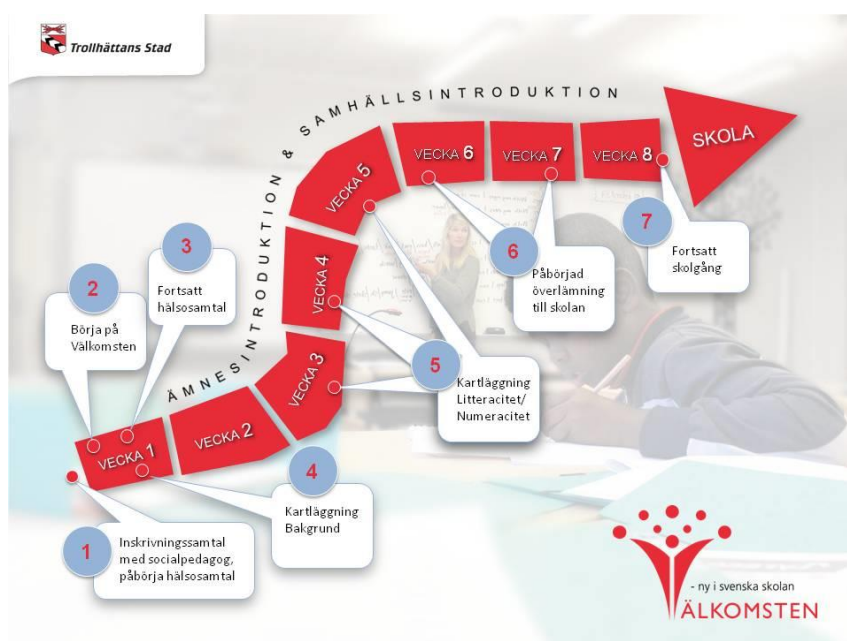 Trollhättans Stad
ÄMNESINTRODUKTION & SAMHÄLLSINTRODUKTION
VECKA 1
VECKA 2
VECKA 3
VECKA 4
VECKA 5
VECKA 6
VECKA 7
VECKA 8
SKOLA
1
Inskrivningssamtal
med socialpedagog,
påbörja hälsosamtal
2
Börja på
Välkomsten
3
Fortsatt
hälsosamtal
4
Kartläggning
Bakgrund
5
Kartläggning
Litteracitet/
Numeracitet
6
Påbörjad
överlämning
till skolan
7
Fortsatt
skolgång
- ny i svenska skolan
VÄLKOMSTEN